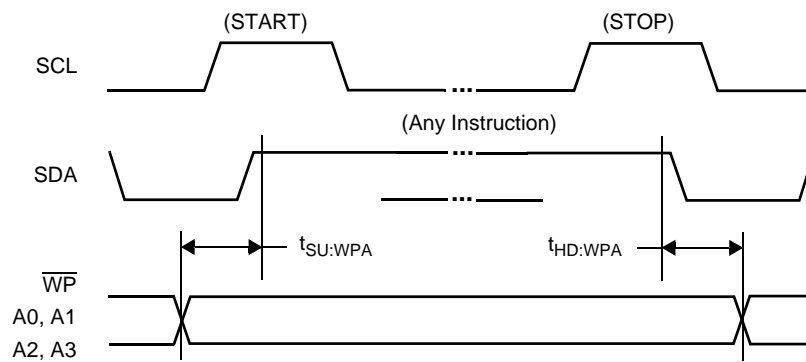 (START)
(STOP)
SCL
(Any Instruction)
SDA
tSU:WPA
tHD:WPA
WP
A0, A1
A2, A3